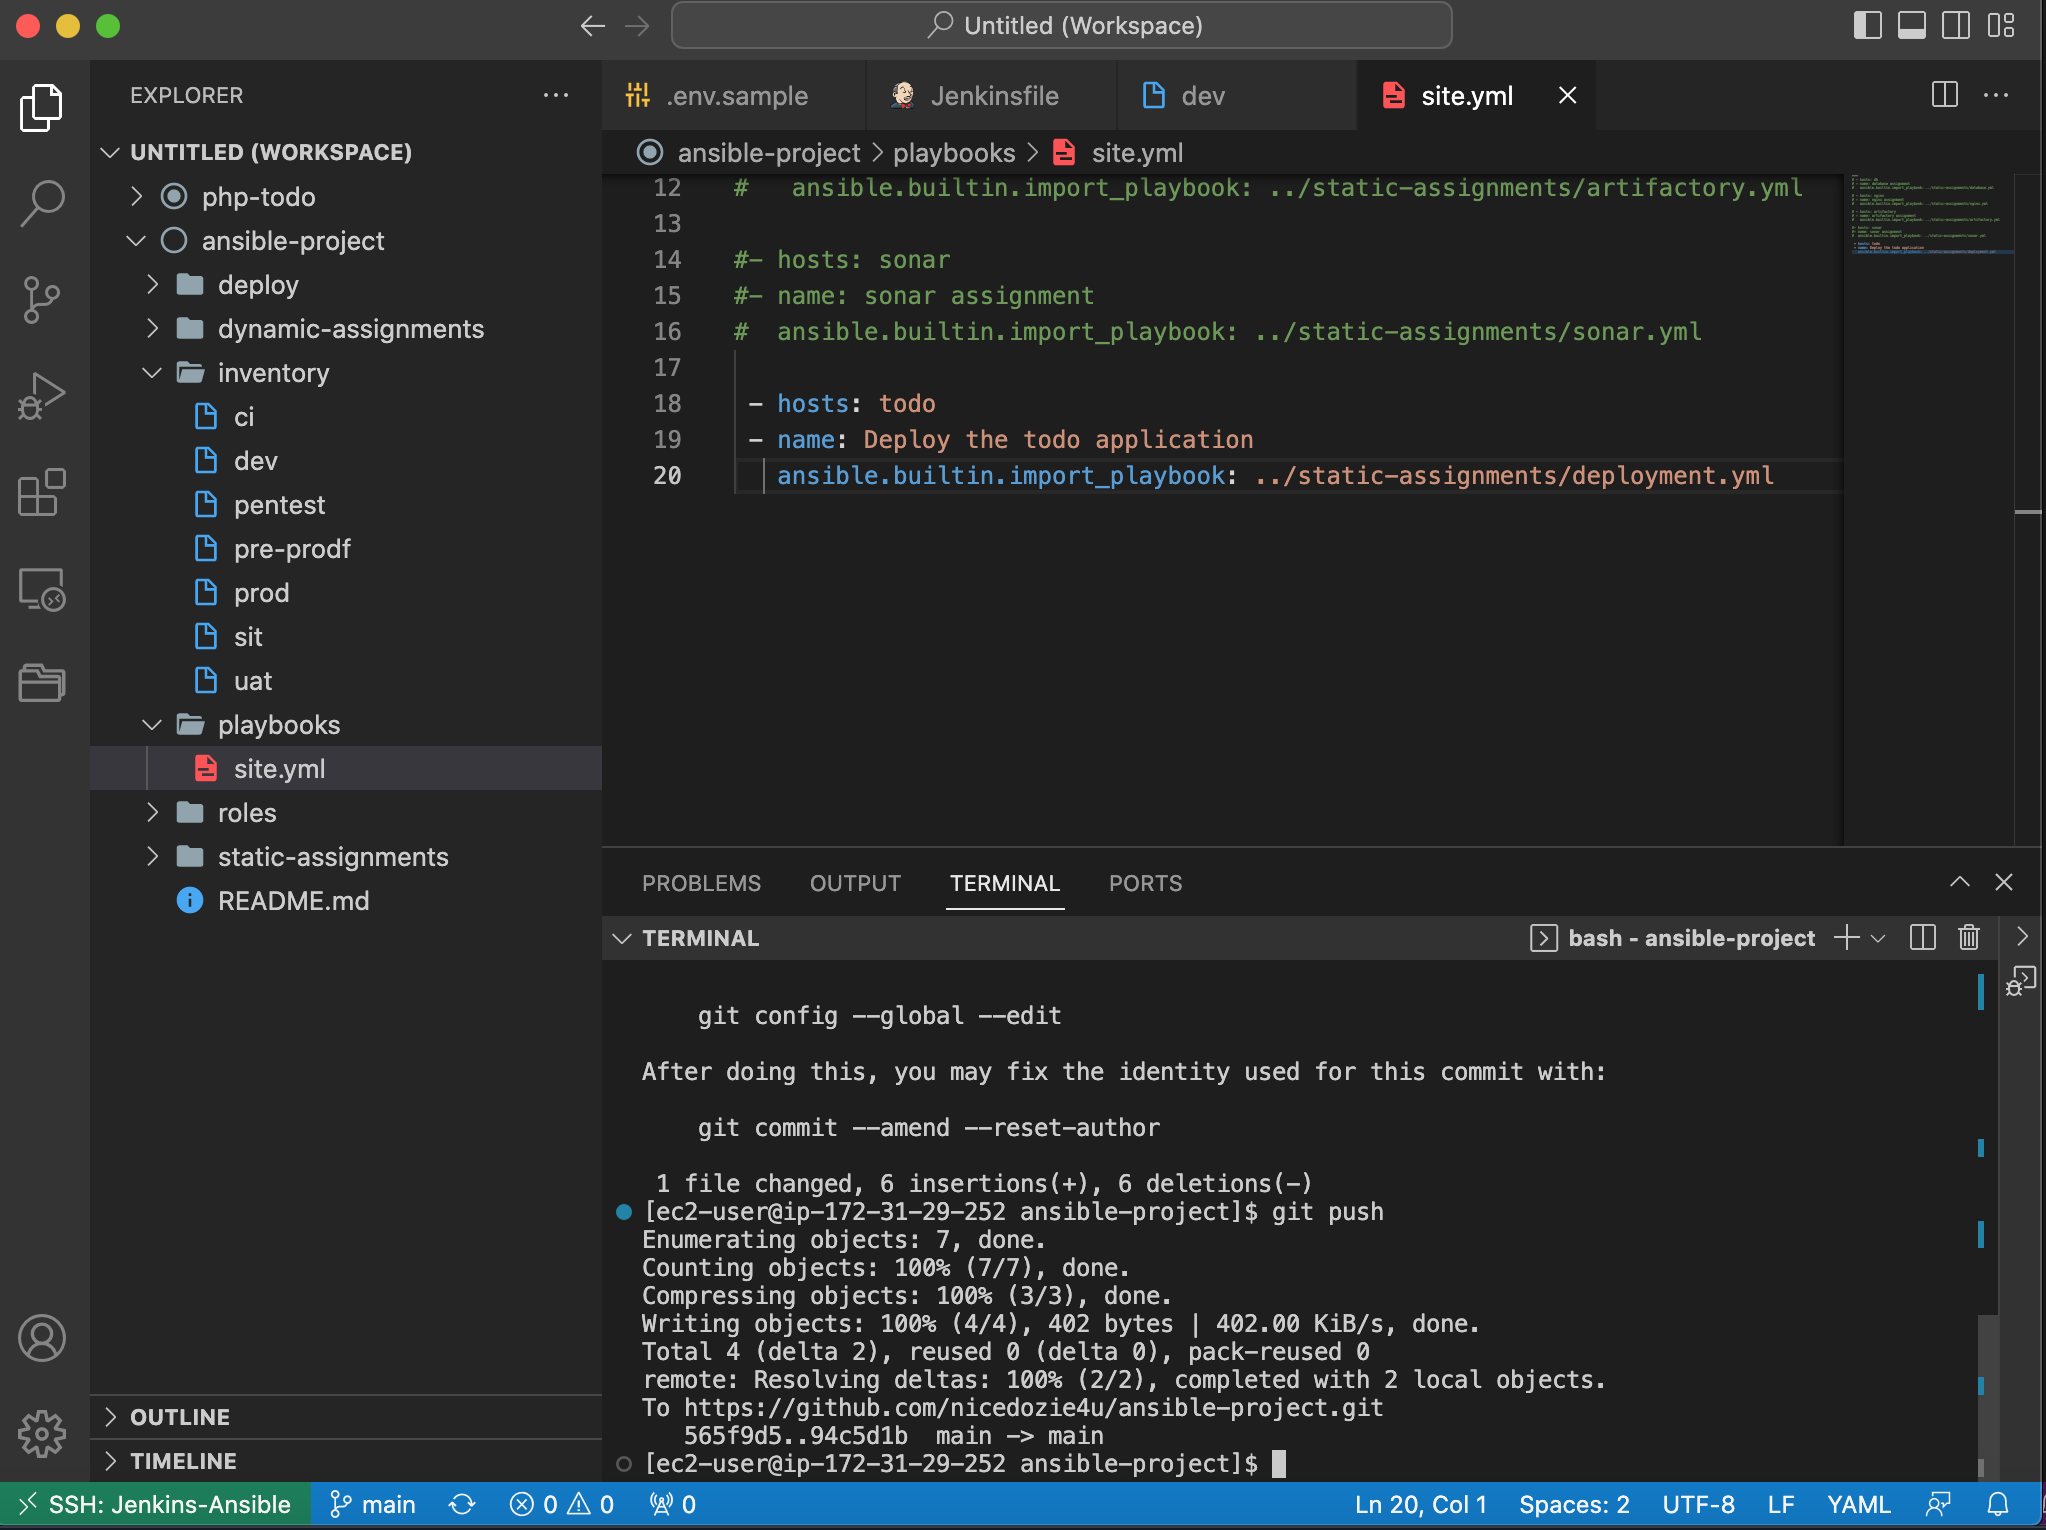 Untitled (Workspace)
EXPLORER
UNTITLED (WORKSPACE)
php-todo
ansible-project
deploy
dynamic-assignments
inventory
ci
dev
pentest
pre-prodf
prod
sit
uat
playbooks
site.yml
roles
static-assignments
README.md
OUTLINE
TIMELINE
.env.sample
Jenkinsfile
dev
site.yml
ansible-project > playbooks > site.yml
12 #   ansible.builtin.import_playbook: ../static-assignments/artifactory.yml
13
14 #- hosts: sonar
15 #- name: sonar assignment
16 #  ansible.builtin.import_playbook: ../static-assignments/sonar.yml
17
18 - hosts: todo
19 - name: Deploy the todo application
20   ansible.builtin.import_playbook: ../static-assignments/deployment.yml
PROBLEMS OUTPUT TERMINAL PORTS
TERMINAL
bash - ansible-project
git config --global --edit
After doing this, you may fix the identity used for this commit with:
git commit --amend --reset-author
1 file changed, 6 insertions(+), 6 deletions(-)
[ec2-user@ip-172-31-29-252 ansible-project]$ git push
Enumerating objects: 7, done.
Counting objects: 100% (7/7), done.
Compressing objects: 100% (3/3), done.
Writing objects: 100% (4/4), 402 bytes | 402.00 KiB/s, done.
Total 4 (delta 2), reused 0 (delta 0), pack-reused 0
remote: Resolving deltas: 100% (2/2), completed with 2 local objects.
To https://github.com/nicedozie4u/ansible-project.git
565f9d5..94c5d1b  main -> main
[ec2-user@ip-172-31-29-252 ansible-project]$
SSH: Jenkins-Ansible main 0 0 0 Ln 20, Col 1 Spaces: 2 UTF-8 LF YAML